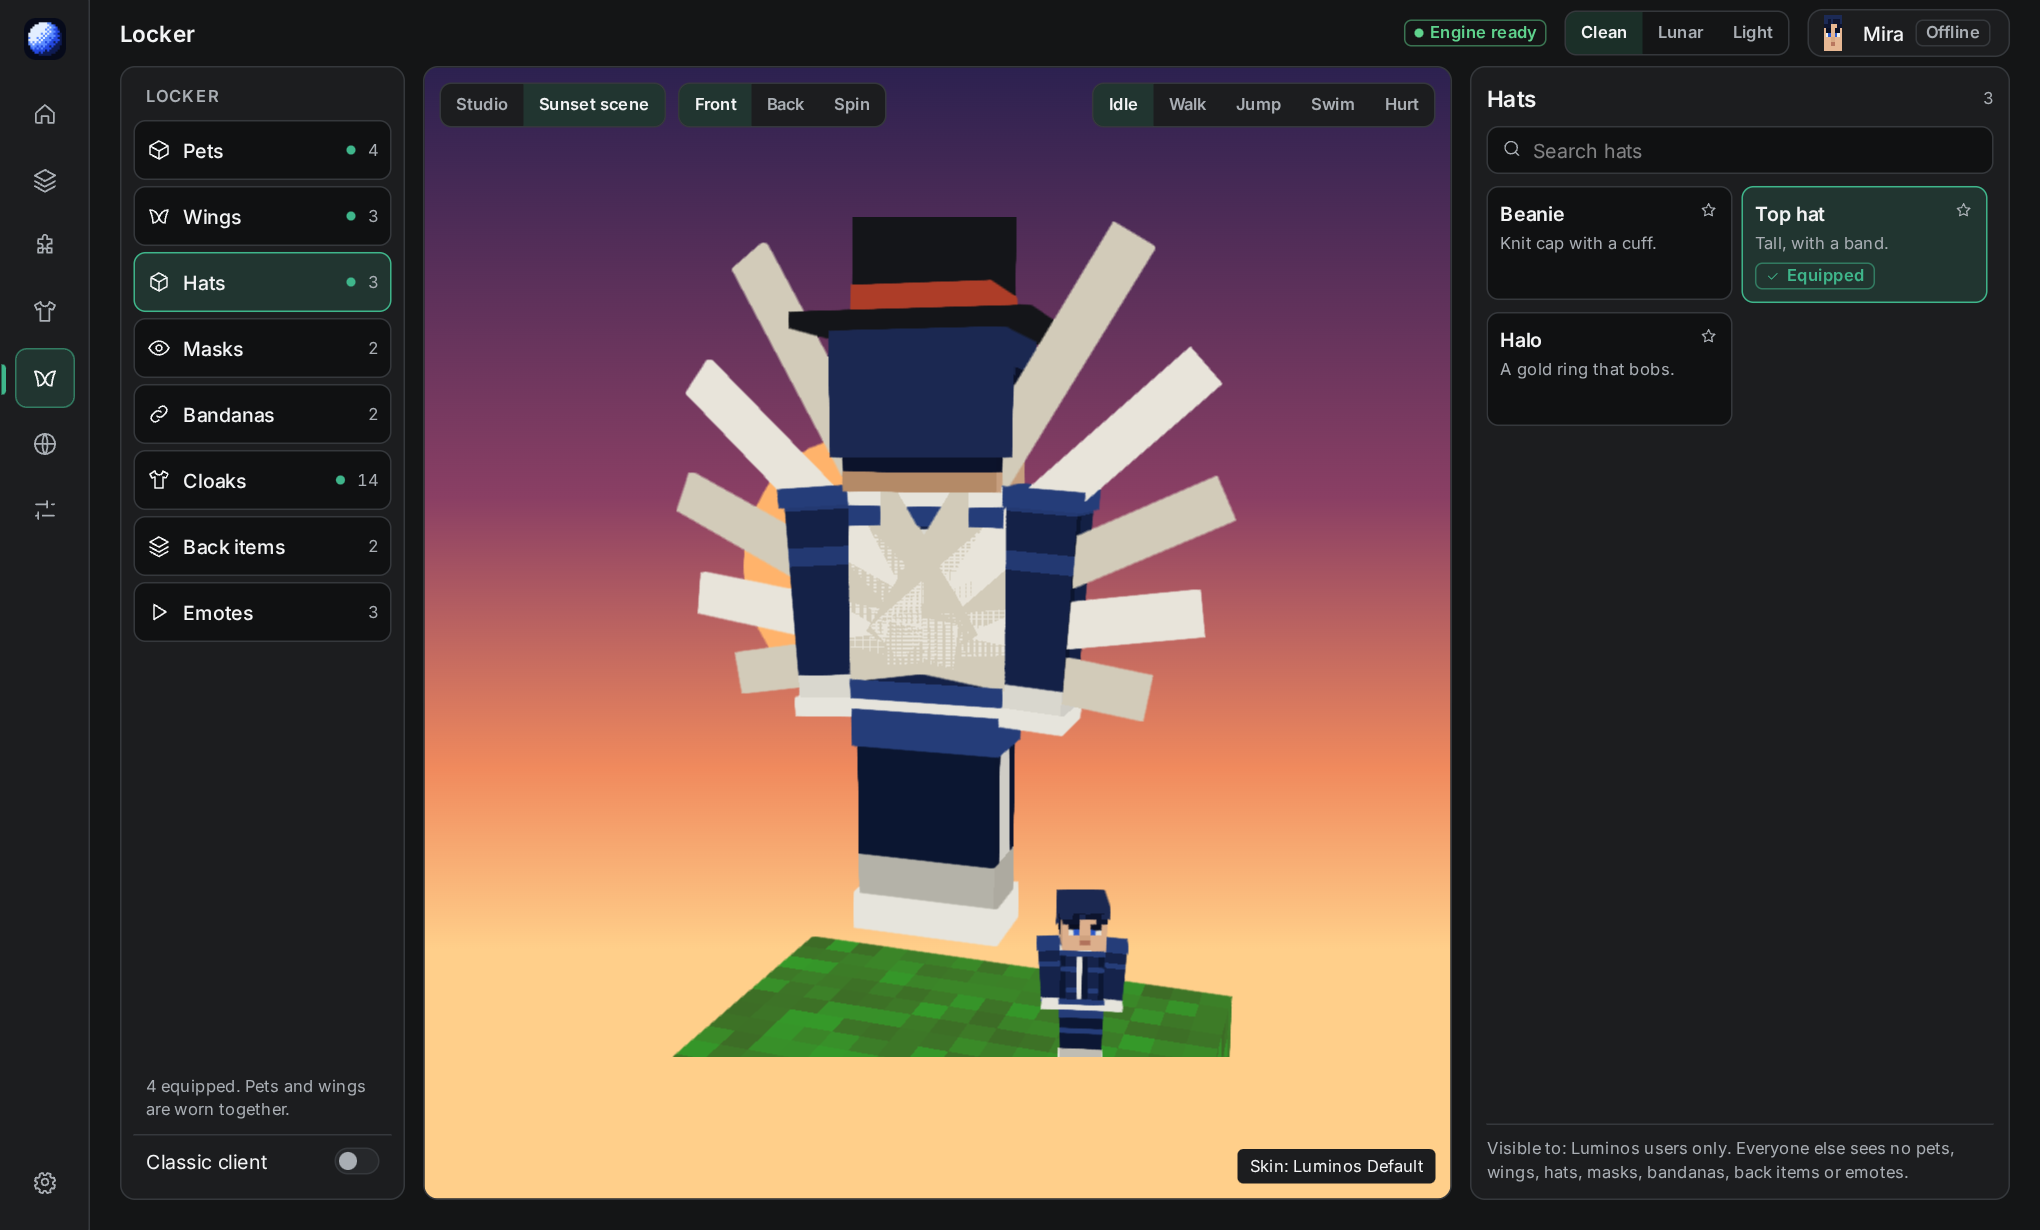 Locker
Engine ready
Clean
Lunar
Light
Mira
Offline
LOCKER
Pets
4
Wings
3
Hats
3
Masks
2
Bandanas
2
Cloaks
14
Back items
2
Emotes
3
4 equipped. Pets and wings
are worn together.
Classic client
Studio
Sunset scene
Front
Back
Spin
Idle
Walk
Jump
Swim
Hurt
Skin: Luminos Default
Hats
3
Search hats
Beanie
Knit cap with a cuff.
Top hat
Tall, with a band.
Equipped
Halo
A gold ring that bobs.
Visible to: Luminos users only. Everyone else sees no pets,
wings, hats, masks, bandanas, back items or emotes.